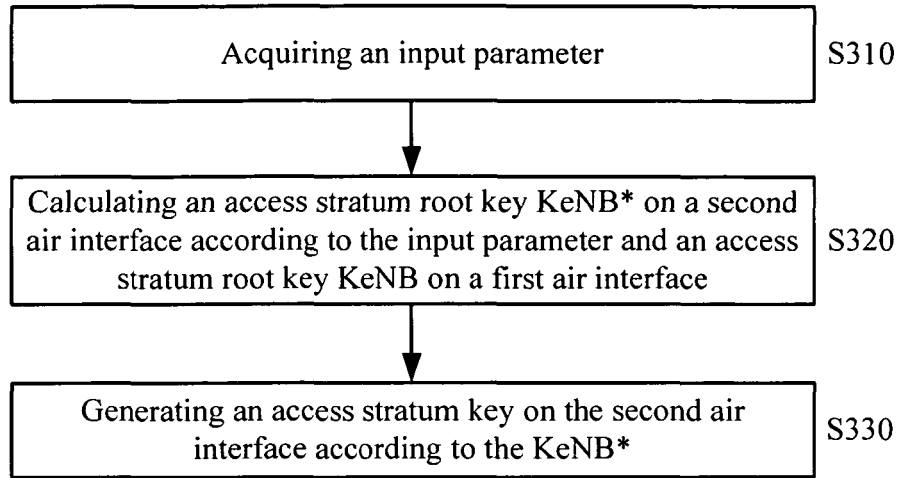 Acquiring an input parameter
S310
Calculating an access stratum root key KeNB* on a second
air interface according to the input parameter and an access
stratum root key KeNB on a first air interface
S320
Generating an access stratum key on the second air
interface according to the KeNB*
S330